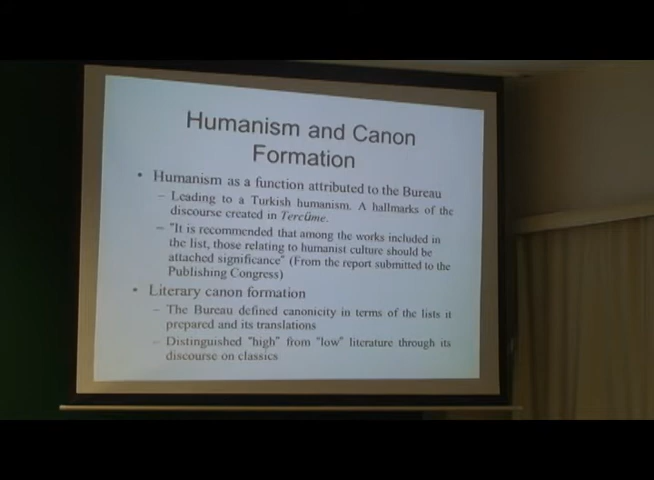 Humanism and Canon
Formation
• Humanism as a function attributed to the Bureau
– Leading to a Turkish humanism. A hallmarks of the
discourse created in Tercüme.
– "It is recommended that among the works included in
the list, those relating to humanist culture should be
attached significance" (From the report submitted to the
Publishing Congress)
• Literary canon formation
– The Bureau defined canonicity in terms of the lists it
prepared and its translations
– Distinguished "high" from "low" literature through its
discourse on classics